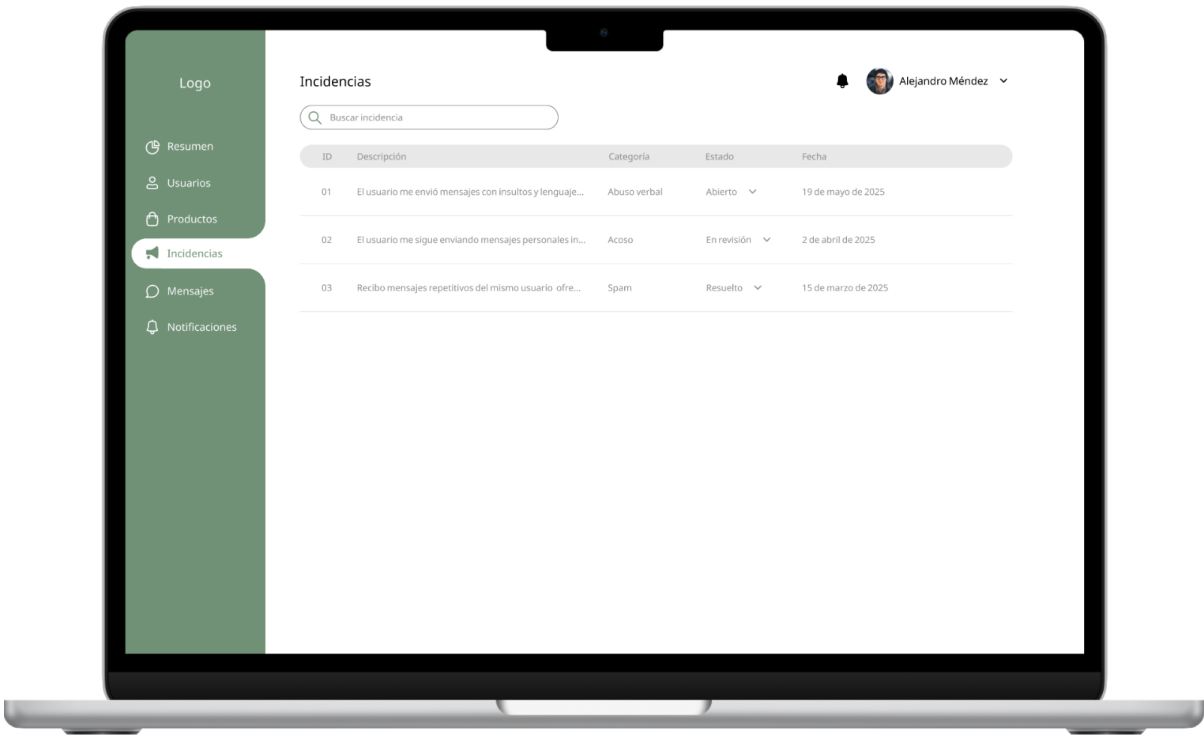 Logo
Resumen
Usuarios
Productos
Incidencias
Mensajes
Notificaciones
Incidencias
Alejandro Méndez
Buscar incidencia
ID Descripción Categoría Estado Fecha
01 El usuario me envió mensajes con insultos y lenguaje... Abuso verbal Abierto 19 de mayo de 2025
02 El usuario me sigue enviando mensajes personales in... Acoso En revisión 2 de abril de 2025
03 Recibo mensajes repetitivos del mismo usuario ofre... Spam Resuelto 15 de marzo de 2025